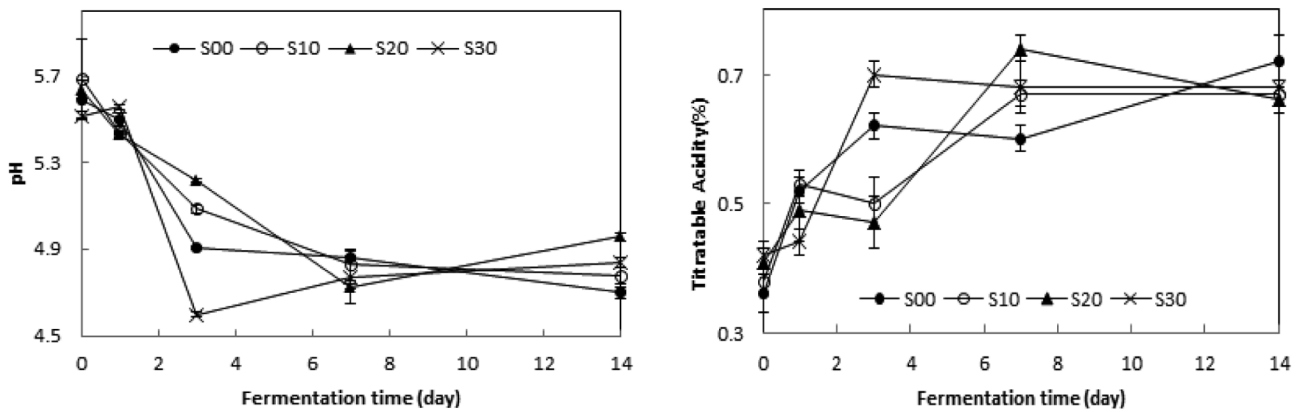 S00 S10 S20 S30
5.7
5.3
4.9
4.5
pH
0 2 4 6 8 10 12 14
Fermentation time (day)
0.7
0.5
0.3
Titratable Acidity(%)
S00 S10 S20 S30
0 2 4 6 8 10 12 14
Fermentation time (day)